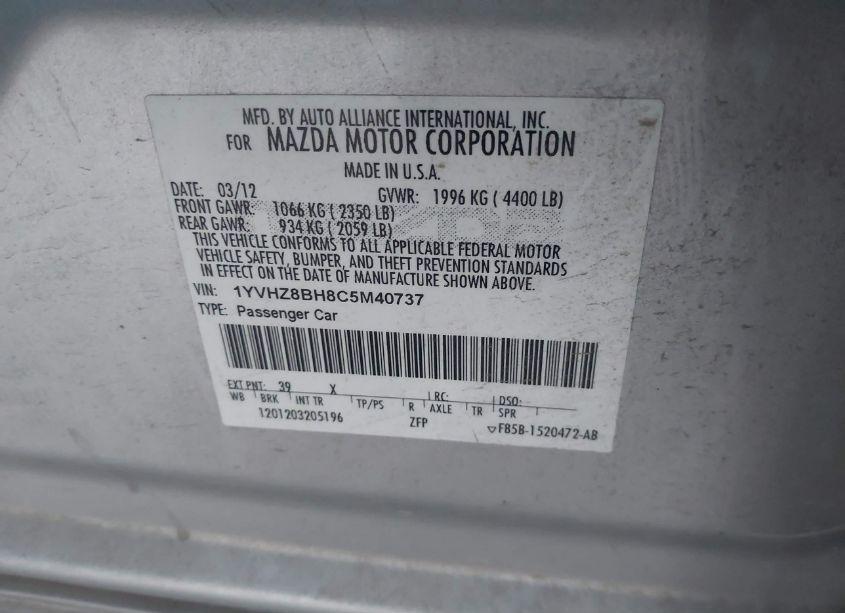 MFD. BY AUTO ALLIANCE INTERNATIONAL, INC.
FOR MAZDA MOTOR CORPORATION
MADE IN U.S.A.
DATE: 03/12 GVWR: 1996 KG ( 4400 LB)
FRONT GAWR: 1066 KG ( 2350 LB)
REAR GAWR: 934 KG ( 2059 LB)
THIS VEHICLE CONFORMS TO ALL APPLICABLE FEDERAL MOTOR
VEHICLE SAFETY, BUMPER, AND THEFT PREVENTION STANDARDS
IN EFFECT ON THE DATE OF MANUFACTURE SHOWN ABOVE.
VIN: 1YVHZ8BH8C5M40737
TYPE: Passenger Car
EXT PNT: 39 X RC: DSO:
WB BRK INT TR TP/PS R AXLE TR SPR
1201203205196 ZFP F85B-1520472-AB